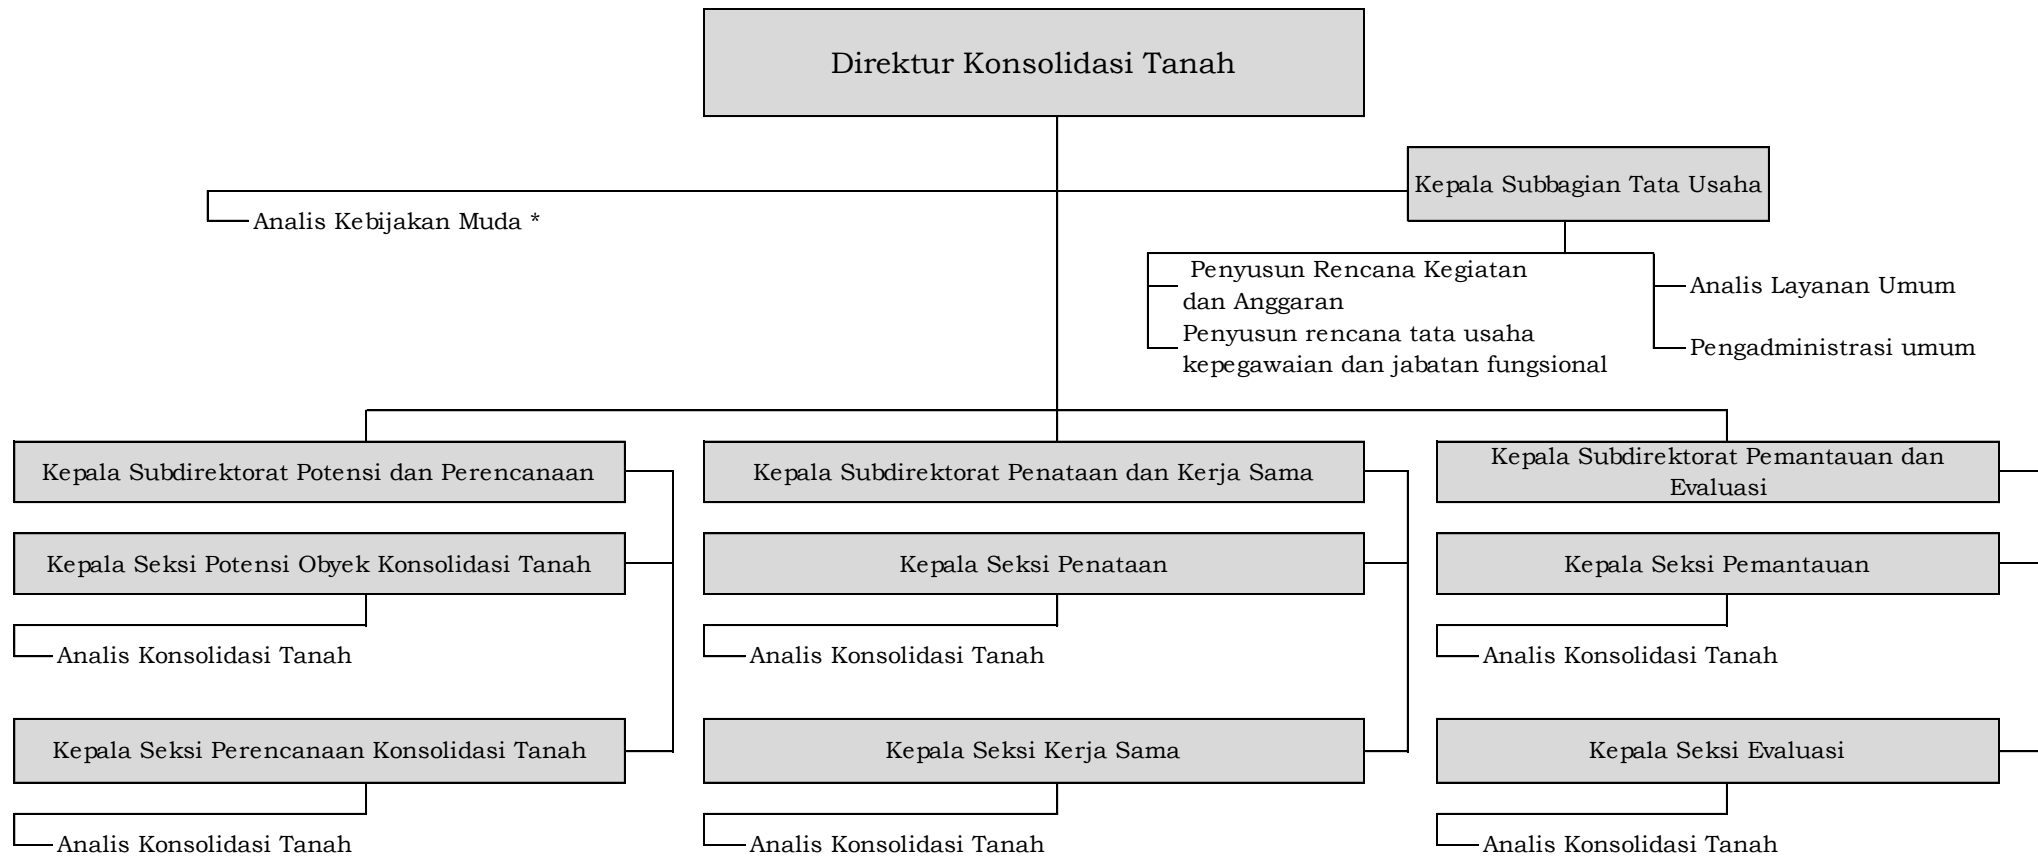 Direktur Konsolidasi Tanah
Kepala Subbagian Tata Usaha
Analis Kebijakan Muda *
Penyusun Rencana Kegiatan
dan Anggaran
Penyusun rencana tata usaha
kepegawaian dan jabatan fungsional
Analis Layanan Umum
Pengadministrasi umum
Kepala Subdirektorat Potensi dan Perencanaan
Kepala Subdirektorat Penataan dan Kerja Sama
Kepala Subdirektorat Pemantauan dan
Evaluasi
Kepala Seksi Potensi Obyek Konsolidasi Tanah
Kepala Seksi Penataan
Kepala Seksi Pemantauan
Analis Konsolidasi Tanah
Analis Konsolidasi Tanah
Analis Konsolidasi Tanah
Kepala Seksi Perencanaan Konsolidasi Tanah
Kepala Seksi Kerja Sama
Kepala Seksi Evaluasi
Analis Konsolidasi Tanah
Analis Konsolidasi Tanah
Analis Konsolidasi Tanah